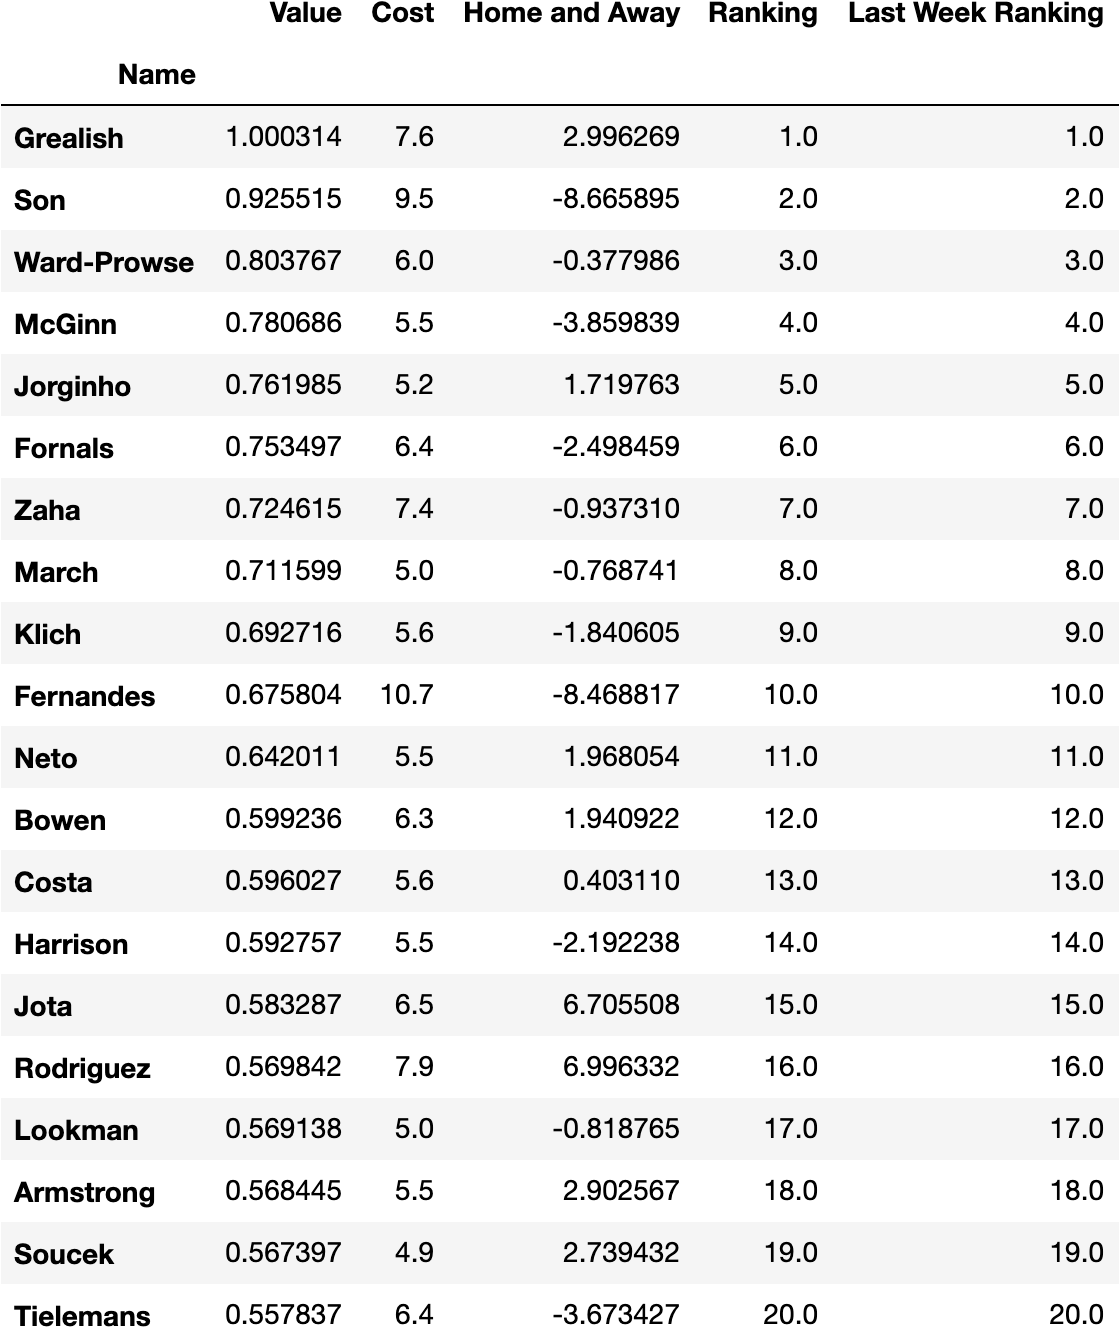 Value Cost Home and Away Ranking Last Week Ranking
Name
Grealish 1.000314 7.6 2.996269 1.0 1.0
Son 0.925515 9.5 -8.665895 2.0 2.0
Ward-Prowse 0.803767 6.0 -0.377986 3.0 3.0
McGinn 0.780686 5.5 -3.859839 4.0 4.0
Jorginho 0.761985 5.2 1.719763 5.0 5.0
Fornals 0.753497 6.4 -2.498459 6.0 6.0
Zaha 0.724615 7.4 -0.937310 7.0 7.0
March 0.711599 5.0 -0.768741 8.0 8.0
Klich 0.692716 5.6 -1.840605 9.0 9.0
Fernandes 0.675804 10.7 -8.468817 10.0 10.0
Neto 0.642011 5.5 1.968054 11.0 11.0
Bowen 0.599236 6.3 1.940922 12.0 12.0
Costa 0.596027 5.6 0.403110 13.0 13.0
Harrison 0.592757 5.5 -2.192238 14.0 14.0
Jota 0.583287 6.5 6.705508 15.0 15.0
Rodriguez 0.569842 7.9 6.996332 16.0 16.0
Lookman 0.569138 5.0 -0.818765 17.0 17.0
Armstrong 0.568445 5.5 2.902567 18.0 18.0
Soucek 0.567397 4.9 2.739432 19.0 19.0
Tielemans 0.557837 6.4 -3.673427 20.0 20.0